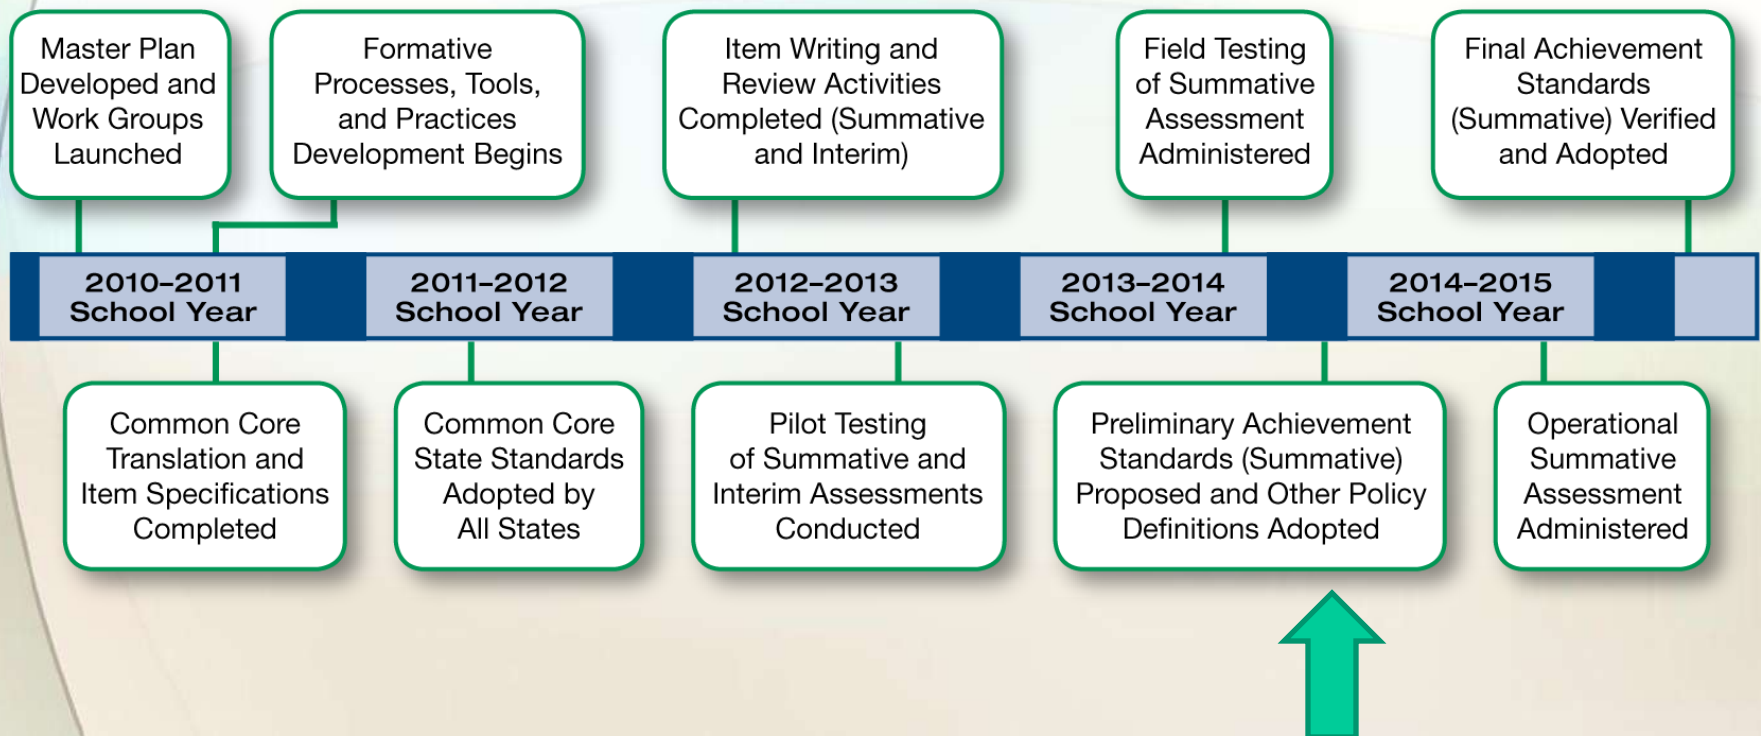 Master Plan
Developed and
Work Groups
Launched
Formative
Processes, Tools,
and Practices
Development Begins
Item Writing and
Review Activities
Completed (Summative
and Interim)
Field Testing
of Summative
Assessment
Administered
Final Achievement
Standards
(Summative) Verified
and Adopted
2010–2011
School Year
2011–2012
School Year
2012–2013
School Year
2013–2014
School Year
2014–2015
School Year
Common Core
Translation and
Item Specifications
Completed
Common Core
State Standards
Adopted by
All States
Pilot Testing
of Summative and
Interim Assessments
Conducted
Preliminary Achievement
Standards (Summative)
Proposed and Other Policy
Definitions Adopted
Operational
Summative
Assessment
Administered